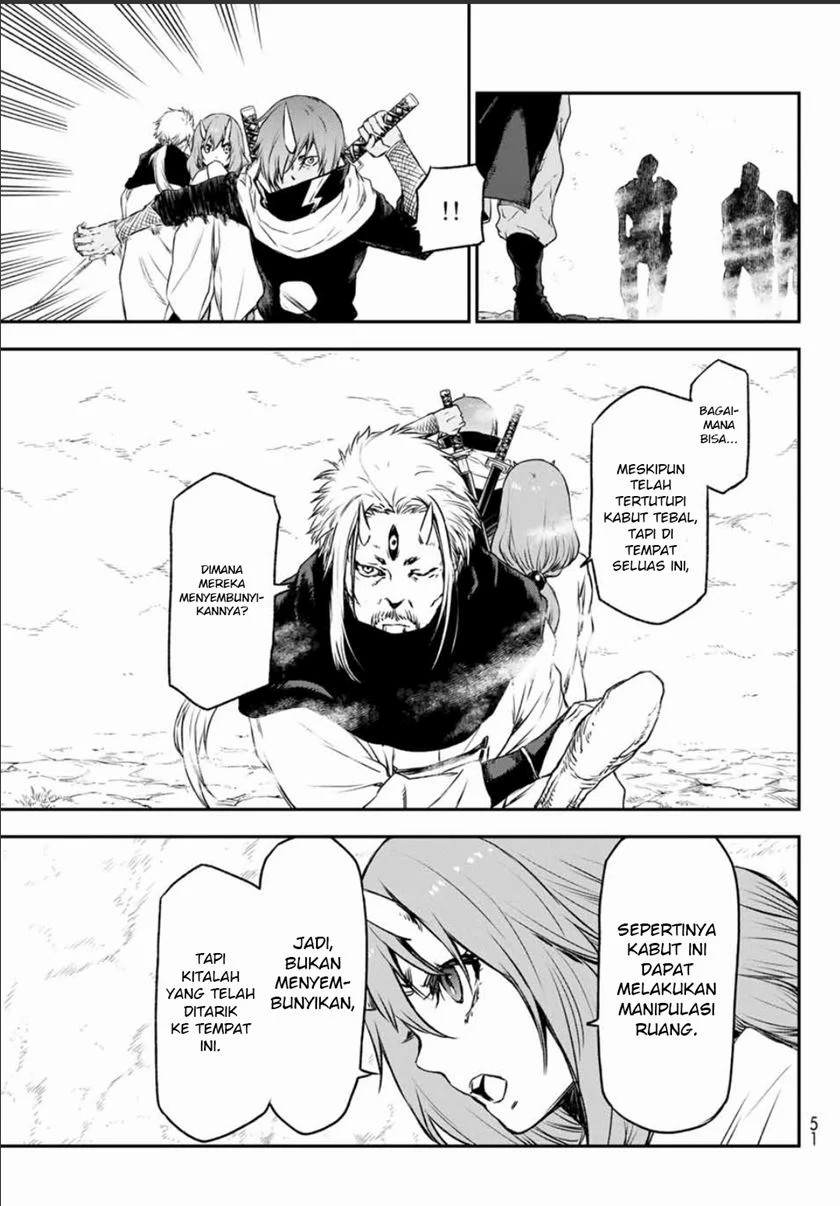 !!
BAGAI-
MANA
BISA...
MESKIPUN
TELAH
TERTUTUPI
KABUT TEBAL,
TAPI DI
TEMPAT
SELUAS INI,
DIMANA
MEREKA
MENYEMBUNYI-
KANNYA?
SEPERTINYA
KABUT INI
DAPAT
MELAKUKAN
MANIPULASI
RUANG.
JADI,
BUKAN
MENYEM-
BUNYIKAN,
TAPI
KITALAH
YANG TELAH
DITARIK
KE TEMPAT
INI.
51